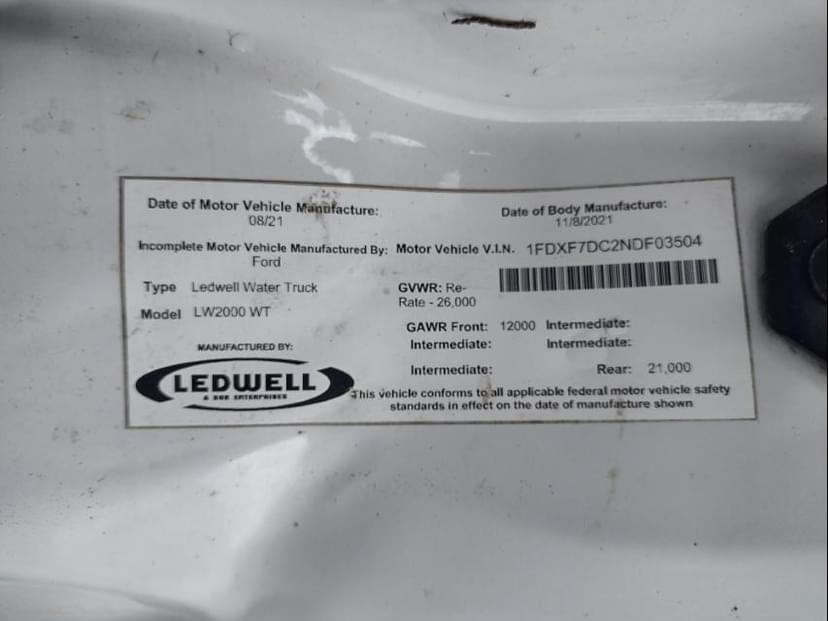 Date of Motor Vehicle Manufacture:
08/21
Date of Body Manufacture:
11/8/2021
Incomplete Motor Vehicle Manufactured By:
Ford
Motor Vehicle V.I.N. 1FDXF7DC2NDF03504
Type Ledwell Water Truck
Model LW2000 WT
GVWR: Re-
Rate - 26,000
GAWR Front: 12000 Intermediate:
Intermediate: Intermediate:
Intermediate: Rear: 21,000
MANUFACTURED BY:
LEDWELL
& SON ENTERPRISES
This vehicle conforms to all applicable federal motor vehicle safety
standards in effect on the date of manufacture shown